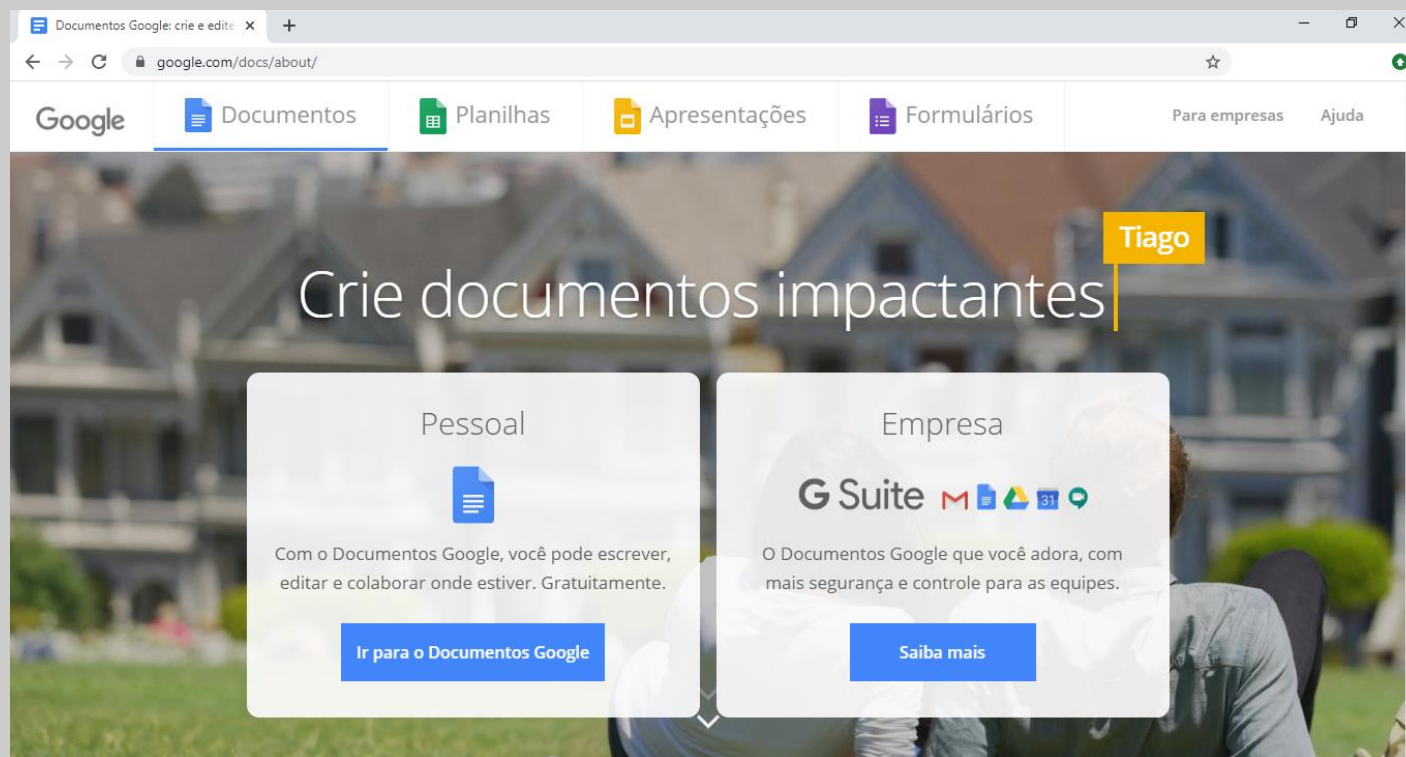 Documentos Google: crie e edite
google.com/docs/about/
Google Documentos Planilhas Apresentações Formulários Para empresas Ajuda
Tiago
Crie documentos impactantes
Pessoal
Com o Documentos Google, você pode escrever,
editar e colaborar onde estiver. Gratuitamente.
Ir para o Documentos Google
Empresa
G Suite 31
O Documentos Google que você adora, com
mais segurança e controle para as equipes.
Saiba mais